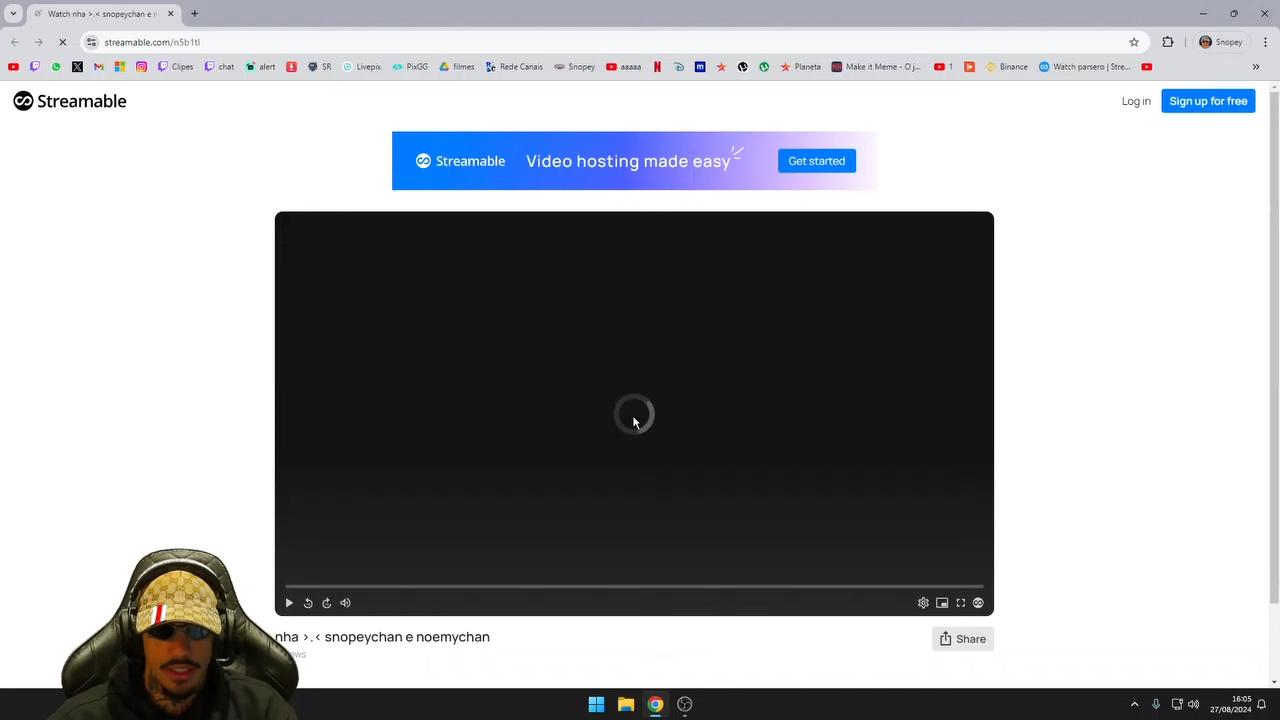 Watch nha >.< snopeychan e n
streamable.com/n5b1tl
Snopey
Clipes
chat
alert
SR
Livepix
PixGG
filmes
Rede Canais
Snopey
aaaaa
Planeta
Make it Meme - O j...
1
Binance
Watch parsero | Stre...
Streamable
Log in
Sign up for free
Streamable
Video hosting made easy
Get started
nha >.< snopeychan e noemychan
Share
16:05
27/08/2024